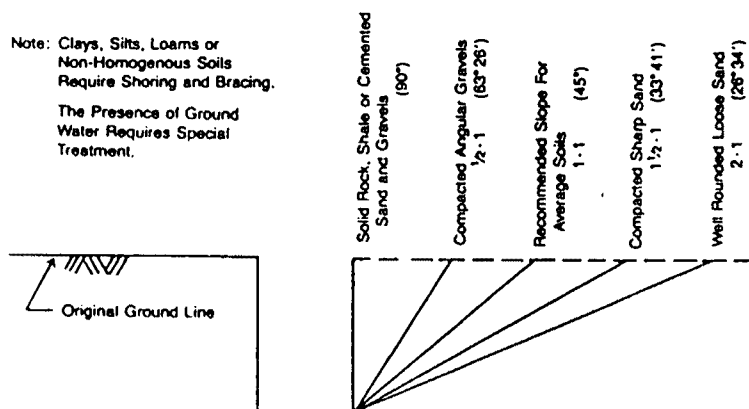 Note: Clays, Silts, Loams or
Non-Homogenous Soils
Require Shoring and Bracing.
The Presence of Ground
Water Requires Special
Treatment.
Solid Rock, Shale or Cemented
Sand and Gravels
(90°)
Compacted Angular Gravels
½ - 1 (63° 26')
Recommended Slope For
Average Soils
1 - 1 (45°)
Compacted Sharp Sand
1½ - 1 (33° 41')
Well Rounded Loose Sand
2 - 1 (26° 34')
Original Ground Line